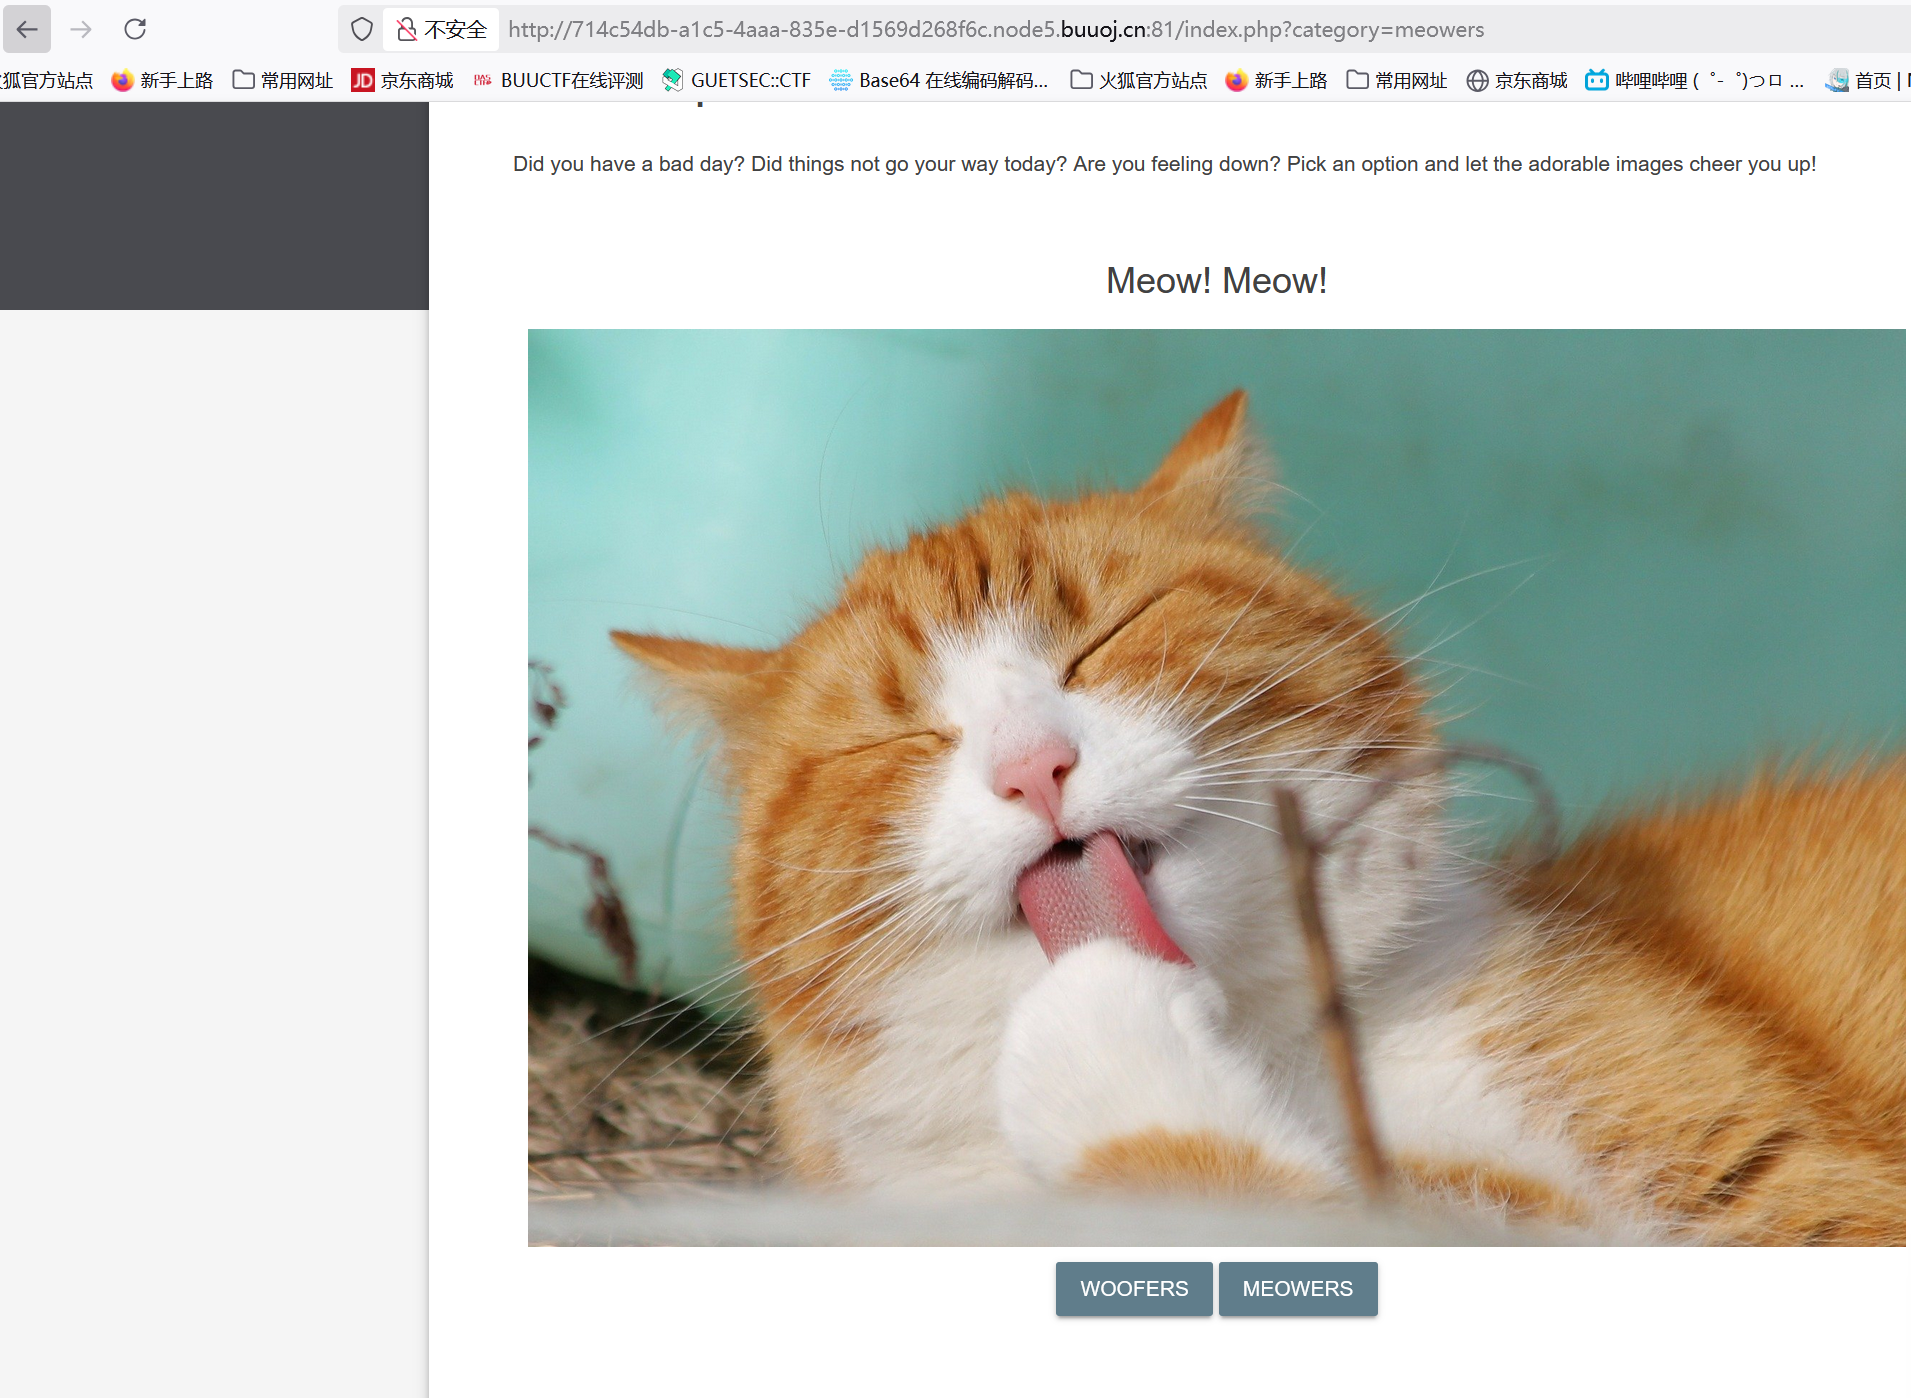 不安全 http://714c54db-a1c5-4aaa-835e-d1569d268f6c.node5.buuoj.cn:81/index.php?category=meowers
狐官方站点 新手上路 常用网址 JD 京东商城 BUUCTF在线评测 GUETSEC::CTF Base64 在线编码解码... 火狐官方站点 新手上路 常用网址 京东商城 哔哩哔哩 ( ゜- ゜)つロ ... 首页 |
Did you have a bad day? Did things not go your way today? Are you feeling down? Pick an option and let the adorable images cheer you up!
Meow! Meow!
WOOFERS MEOWERS